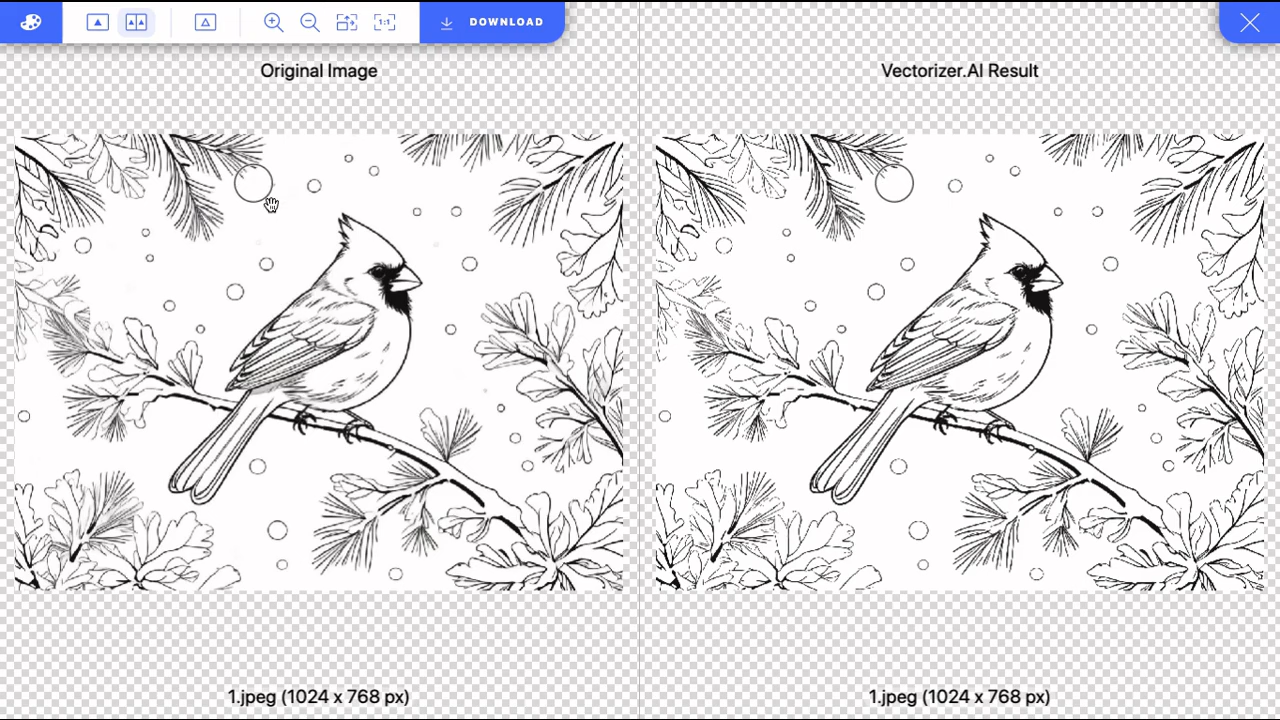 1:1
DOWNLOAD
Original Image
Vectorizer.AI Result
1.jpeg (1024 x 768 px)
1.jpeg (1024 x 768 px)